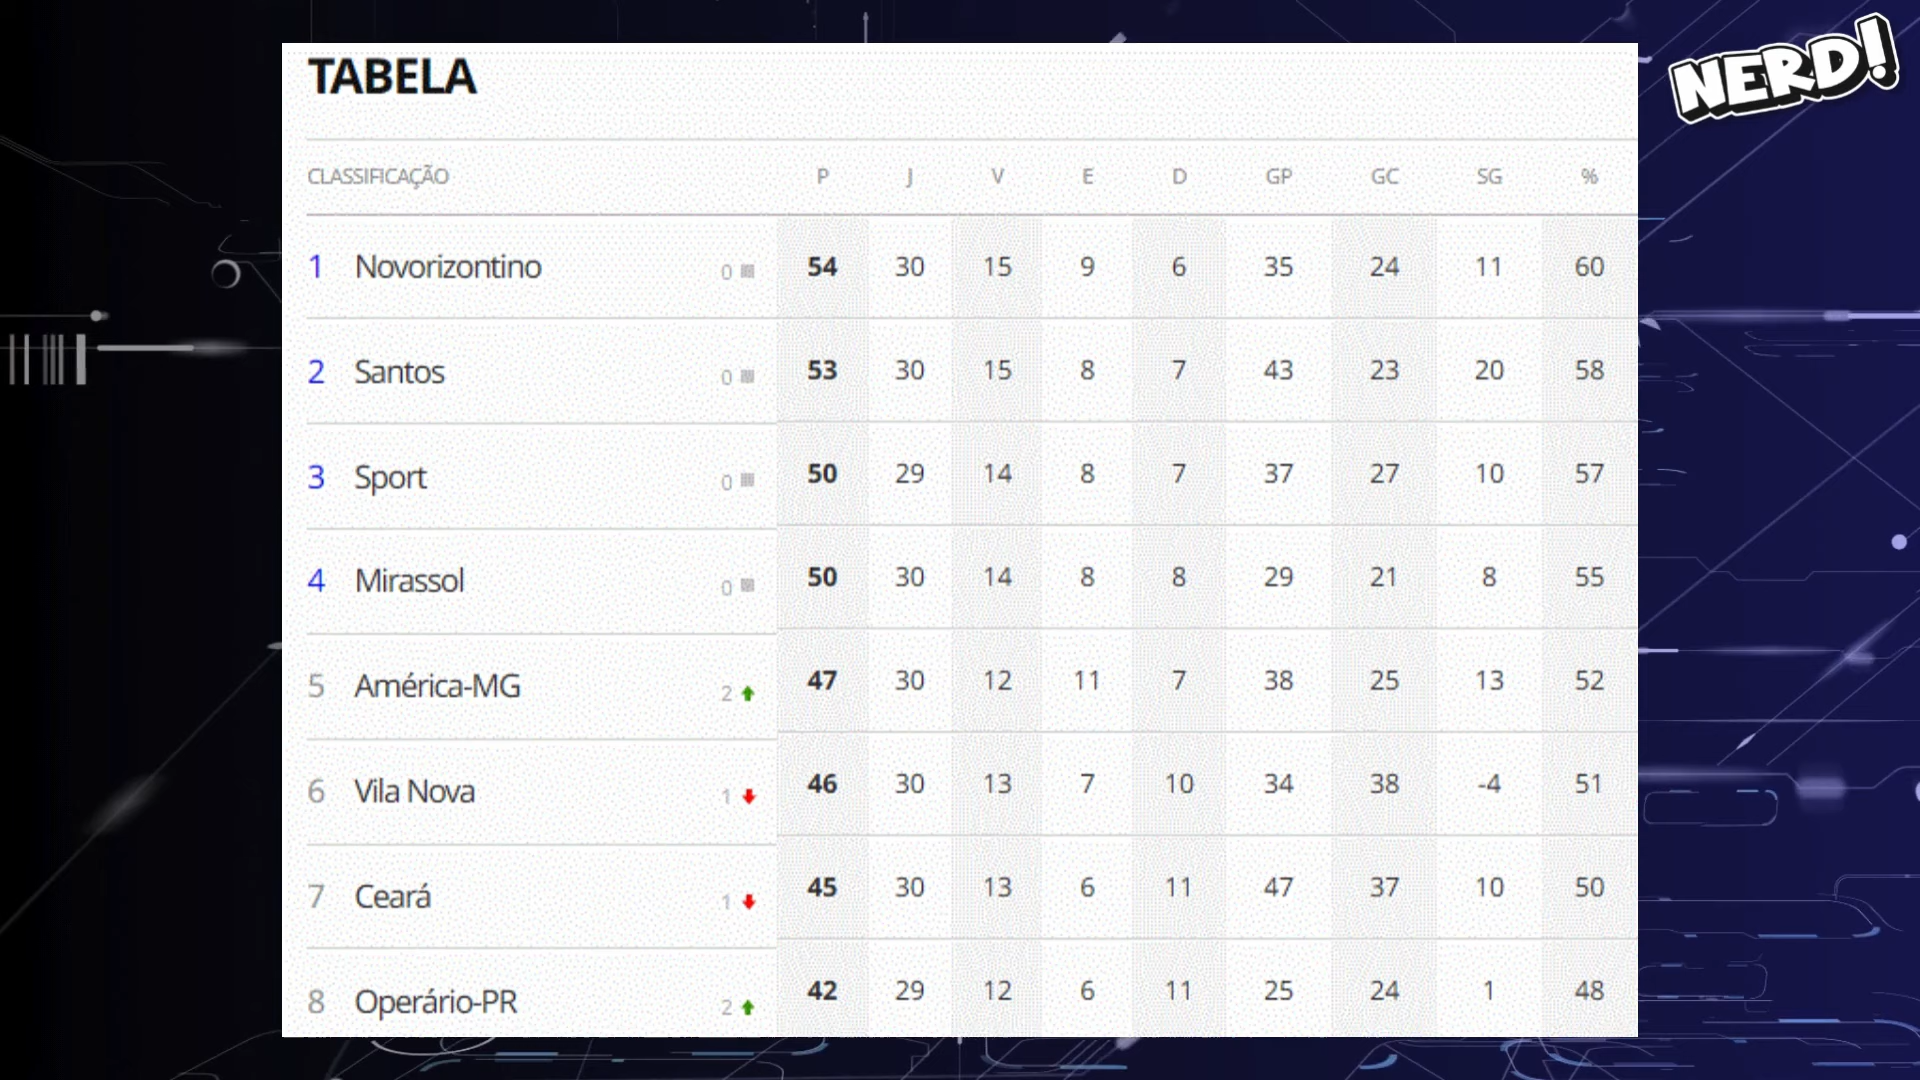 NERD!
TABELA
CLASSIFICAÇÃO P J V E D GP GC SG %
1 Novorizontino 0 54 30 15 9 6 35 24 11 60
2 Santos 0 53 30 15 8 7 43 23 20 58
3 Sport 0 50 29 14 8 7 37 27 10 57
4 Mirassol 0 50 30 14 8 8 29 21 8 55
5 América-MG 2 47 30 12 11 7 38 25 13 52
6 Vila Nova 1 46 30 13 7 10 34 38 -4 51
7 Ceará 1 45 30 13 6 11 47 37 10 50
8 Operário-PR 2 42 29 12 6 11 25 24 1 48